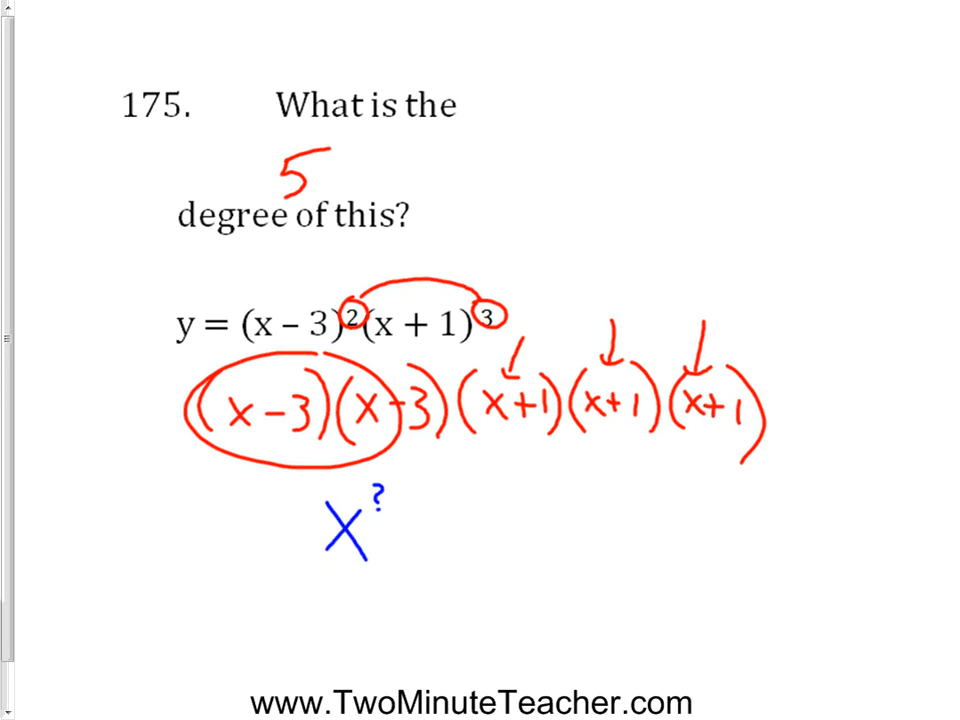 175. What is the
5
degree of this?
y = (x – 3)²(x + 1)³
(x-3)(x-3)(x+1)(x+1)(x+1)
x^?
www.TwoMinuteTeacher.com